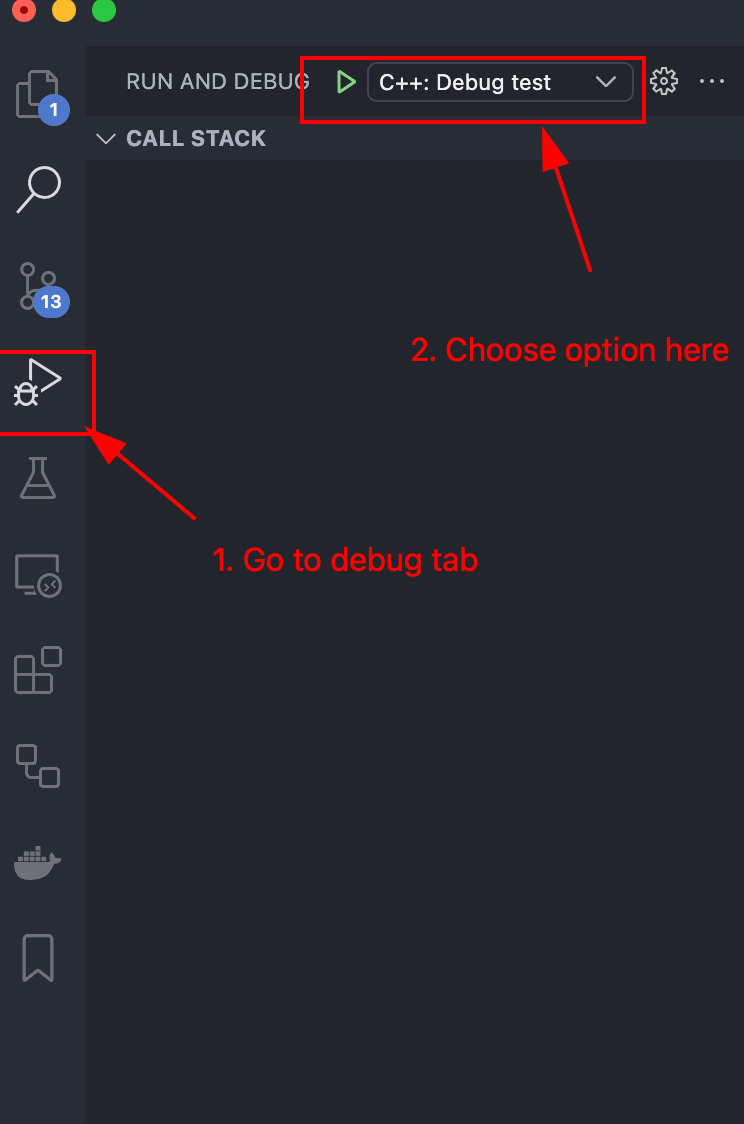 RUN AND DEBUG
C++: Debug test
1
CALL STACK
13
2. Choose option here
1. Go to debug tab